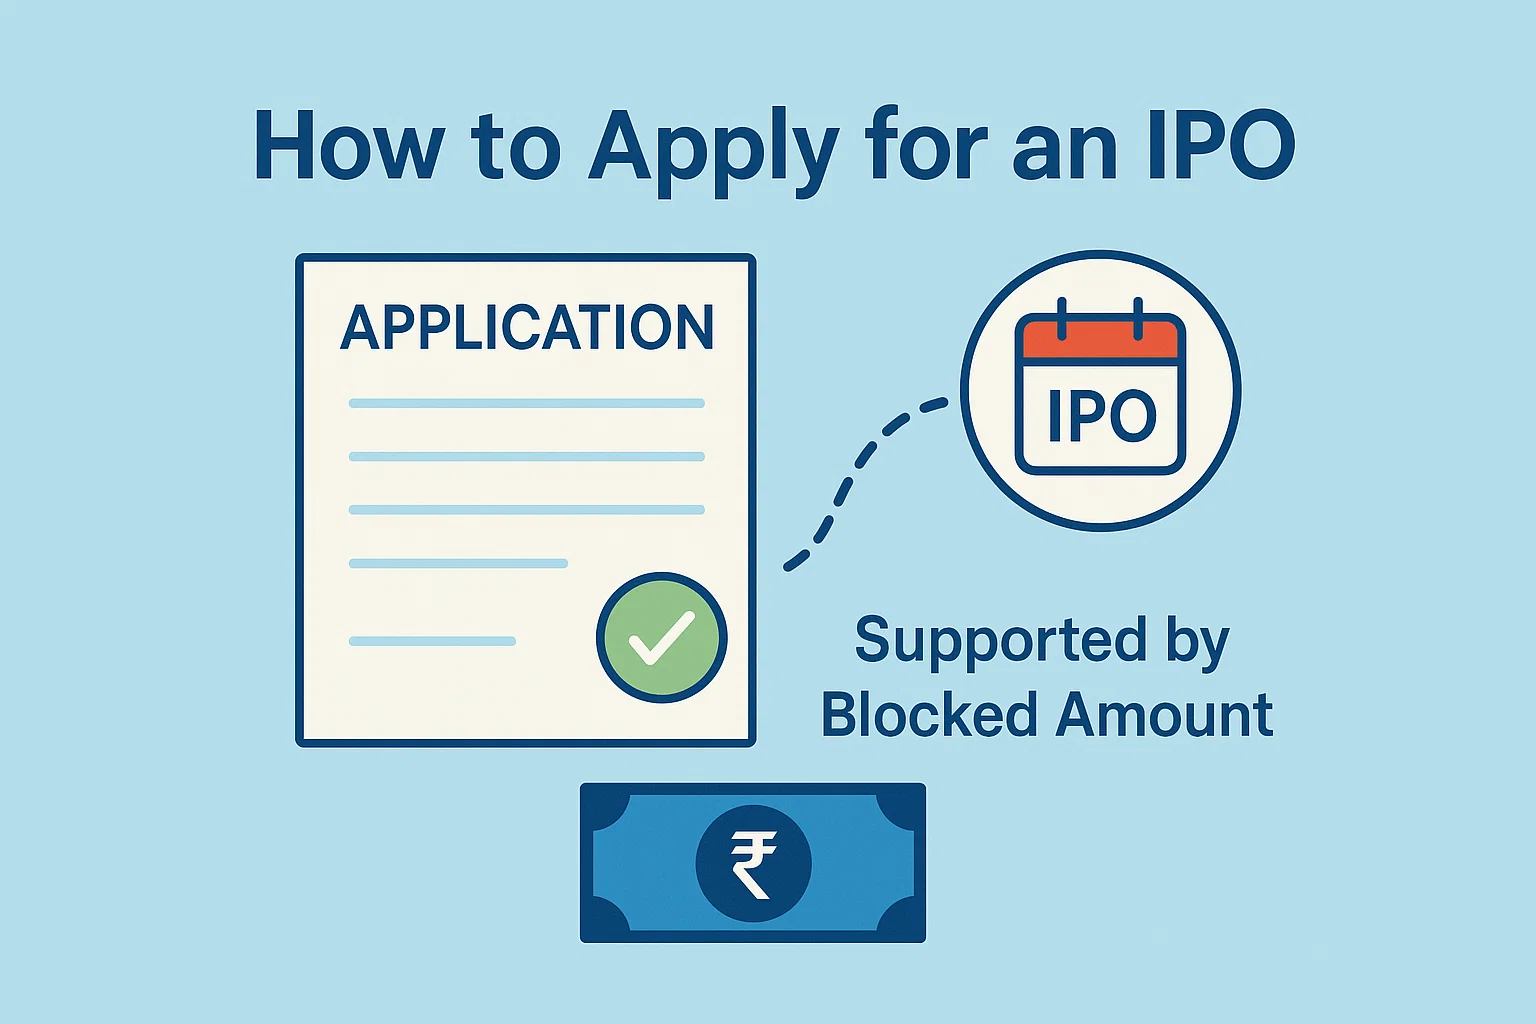 How to Apply for an IPO
APPLICATION
IPO
Supported by
Blocked Amount
₹